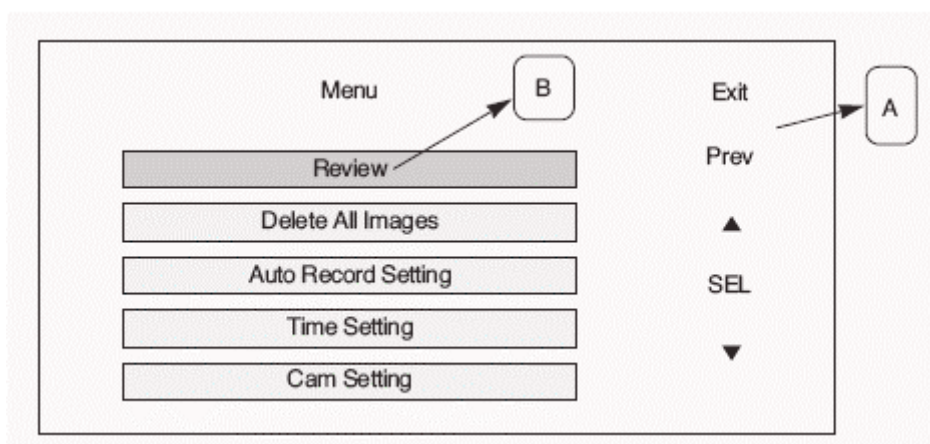 Menu
B
Exit
A
Prev
Review
Delete All Images
▲
Auto Record Setting
SEL
Time Setting
▼
Cam Setting